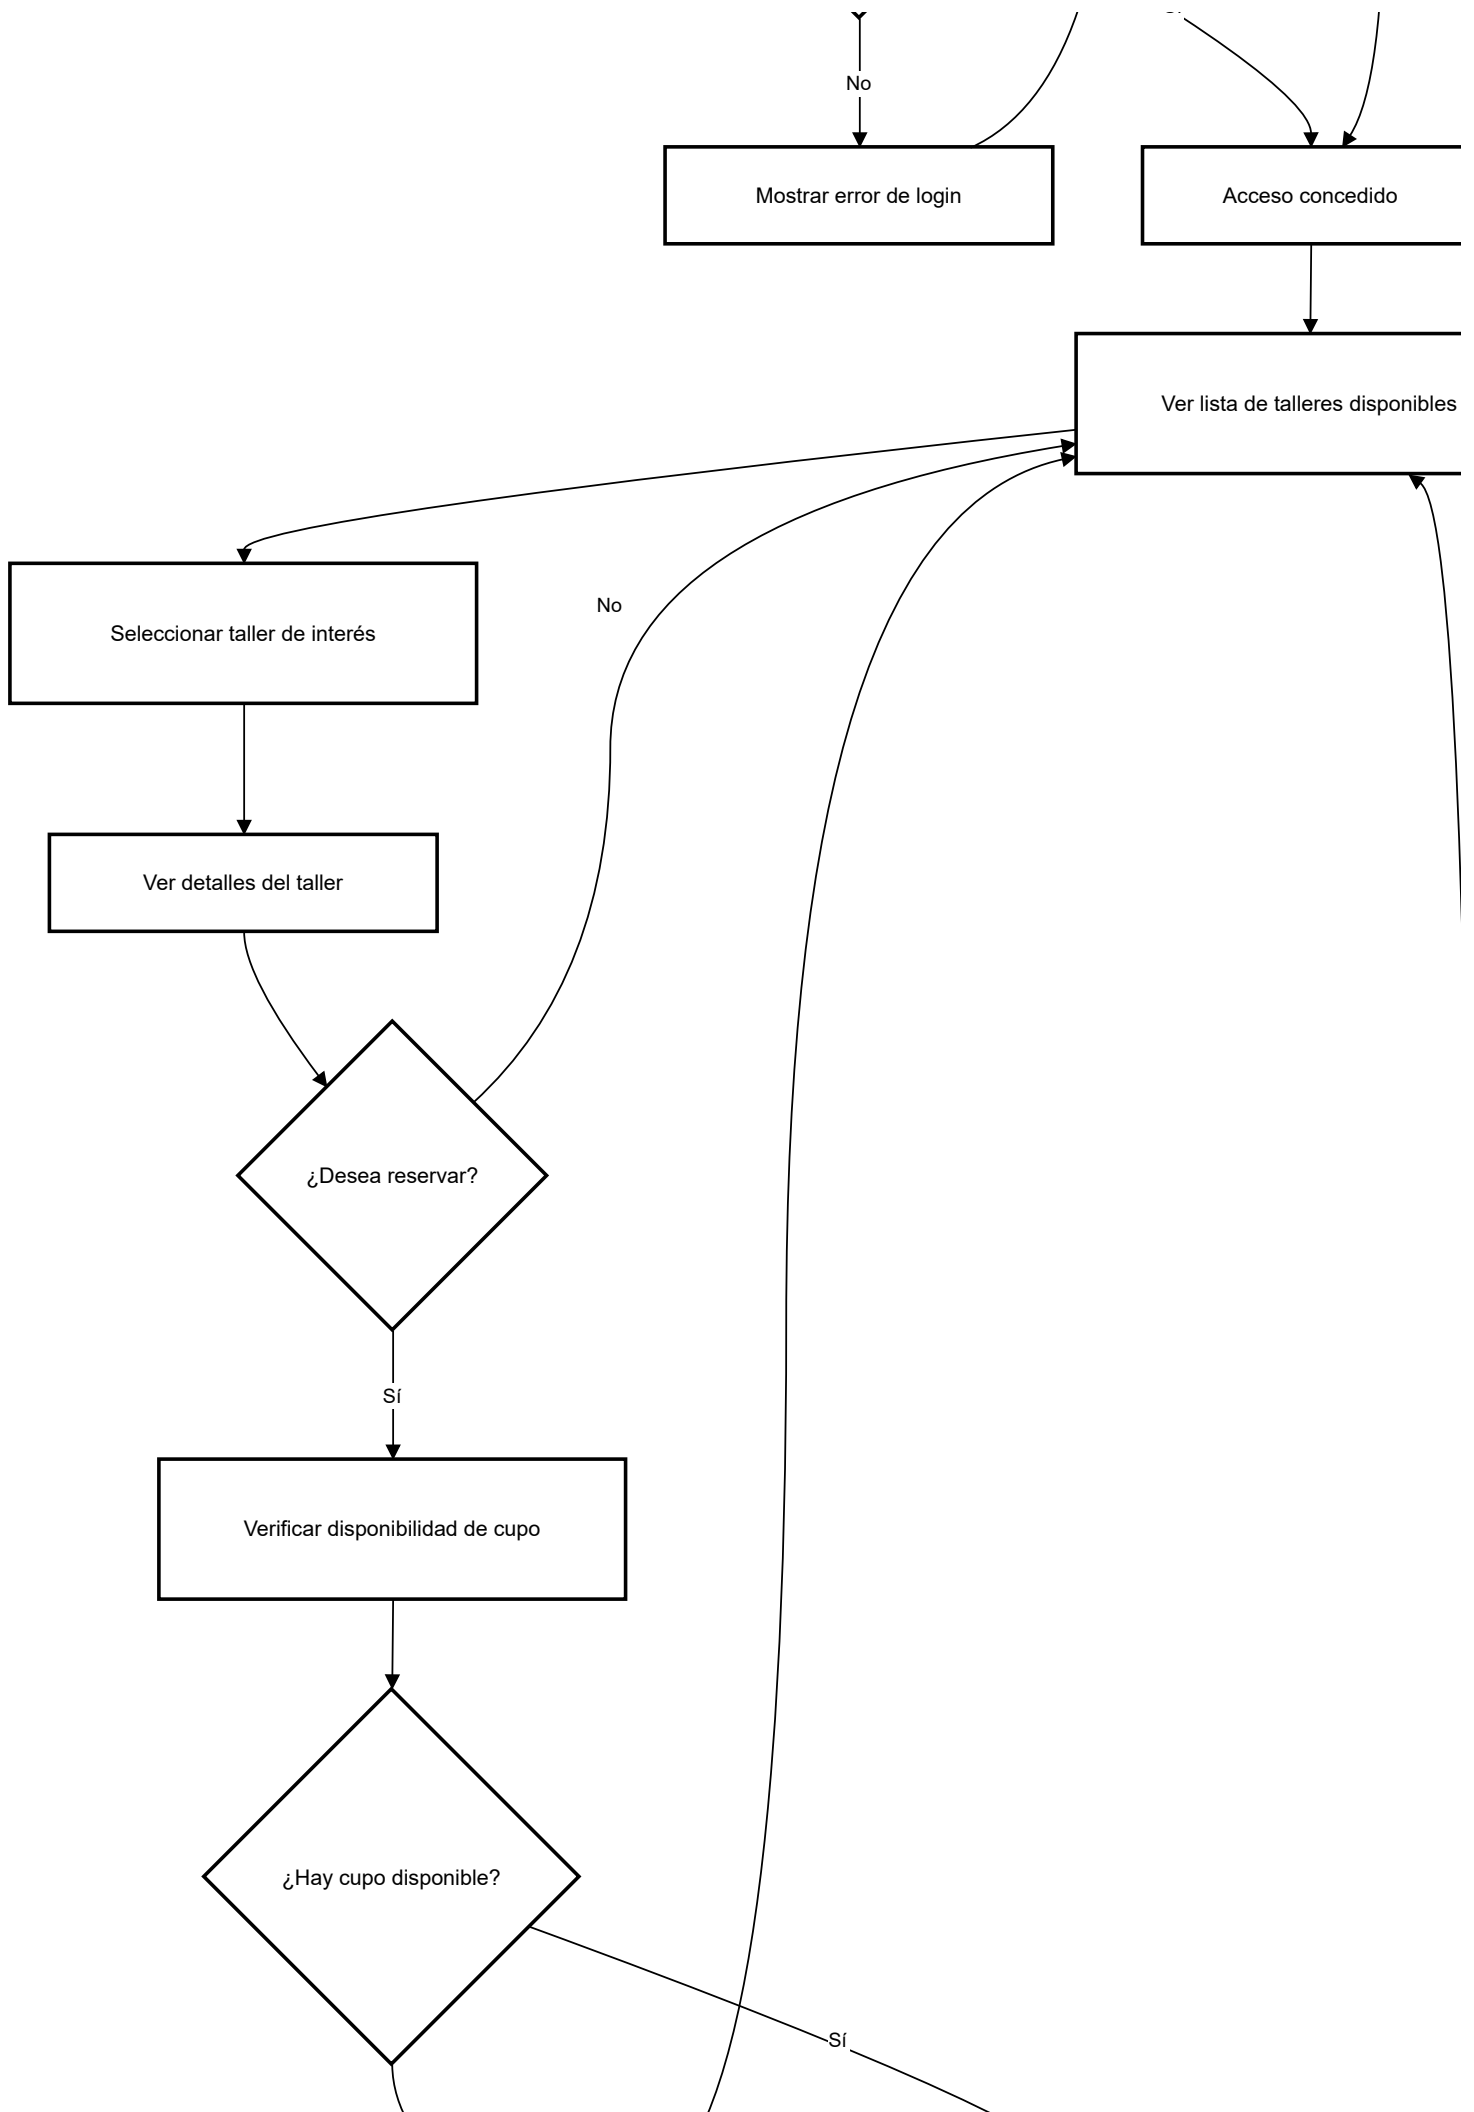 No
Mostrar error de login
Acceso concedido
Ver lista de talleres disponibles
No
Seleccionar taller de interés
Ver detalles del taller
¿Desea reservar?
Sí
Verificar disponibilidad de cupo
¿Hay cupo disponible?
Sí